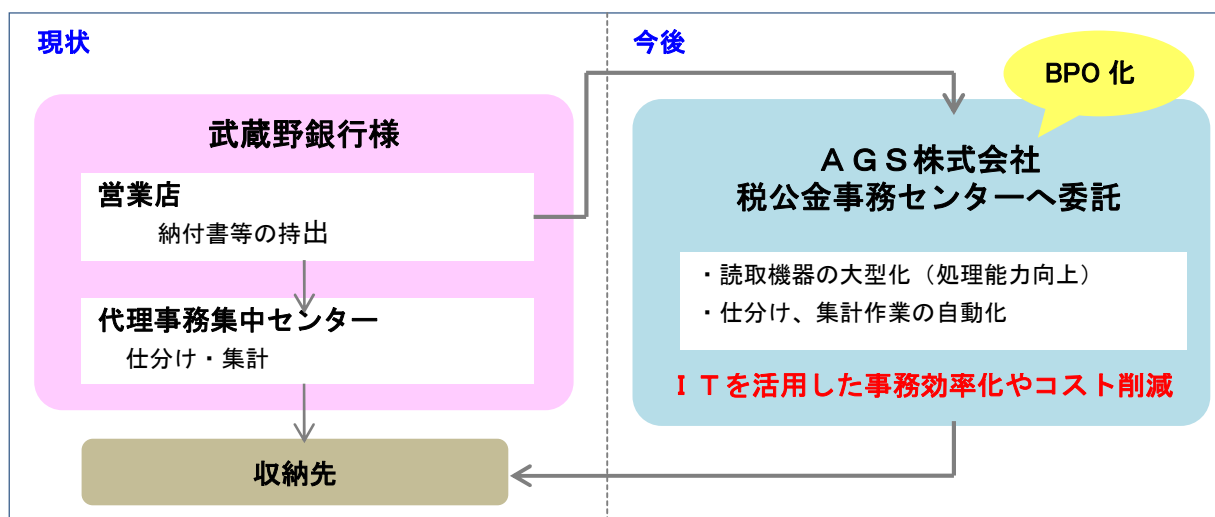 現状
武蔵野銀行様
営業店
納付書等の持出
代理事務集中センター
仕分け・集計
収納先
今後
BPO 化
ＡＧＳ株式会社
税公金事務センターへ委託
・読取機器の大型化（処理能力向上）
・仕分け、集計作業の自動化
ＩＴを活用した事務効率化やコスト削減